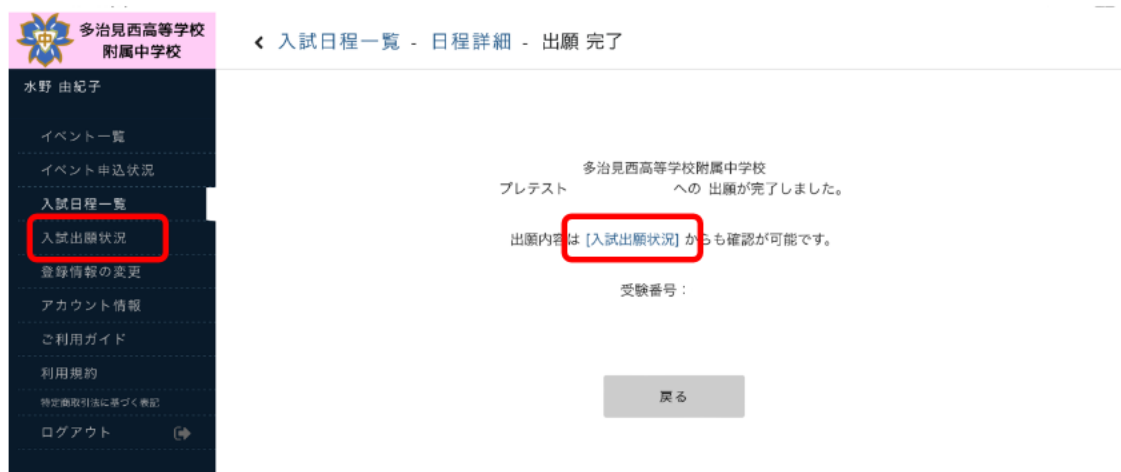 多治見西高等学校
附属中学校
‹ 入試日程一覧 - 日程詳細 - 出願 完了
水野 由紀子
イベント一覧
イベント申込状況
入試日程一覧
入試出願状況
登録情報の変更
アカウント情報
ご利用ガイド
利用規約
特定商取引法に基づく表記
ログアウト
多治見西高等学校附属中学校
プレテスト への 出願が完了しました。
出願内容は [入試出願状況] からも確認が可能です。
受験番号：
戻る